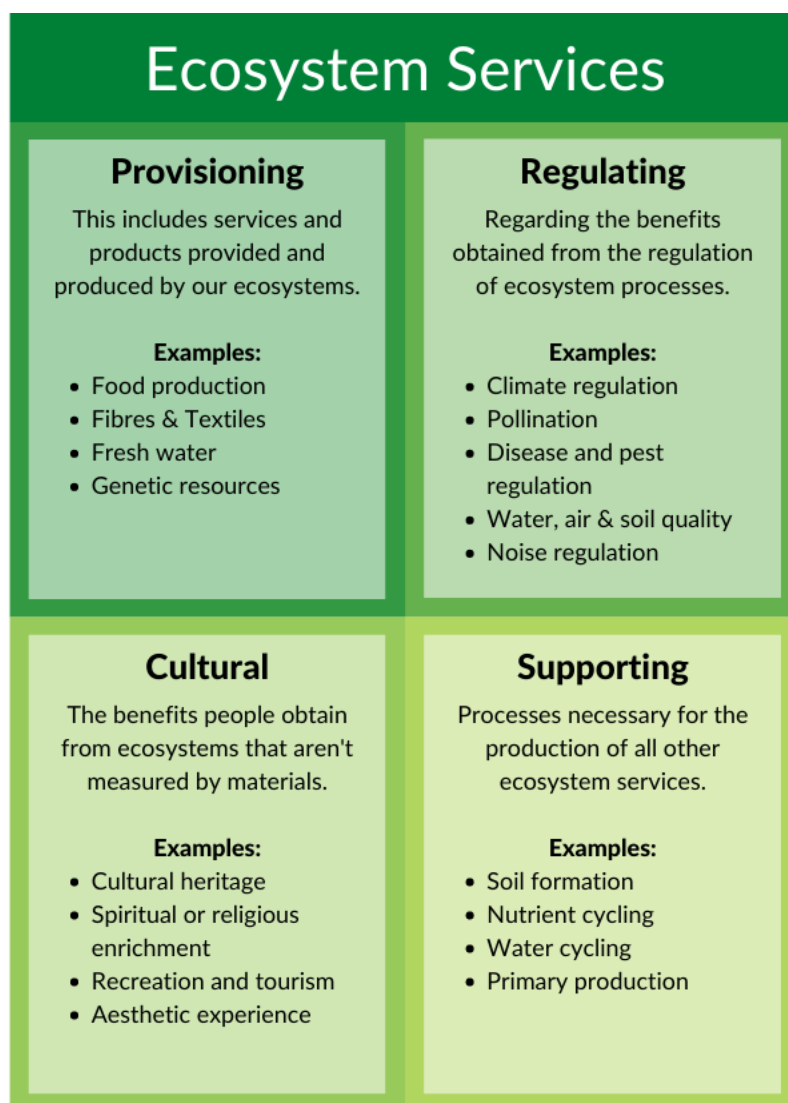 Ecosystem Services
Provisioning
This includes services and
products provided and
produced by our ecosystems.
Examples:
• Food production
• Fibres & Textiles
• Fresh water
• Genetic resources
Regulating
Regarding the benefits
obtained from the regulation
of ecosystem processes.
Examples:
• Climate regulation
• Pollination
• Disease and pest
regulation
• Water, air & soil quality
• Noise regulation
Cultural
The benefits people obtain
from ecosystems that aren't
measured by materials.
Examples:
• Cultural heritage
• Spiritual or religious
enrichment
• Recreation and tourism
• Aesthetic experience
Supporting
Processes necessary for the
production of all other
ecosystem services.
Examples:
• Soil formation
• Nutrient cycling
• Water cycling
• Primary production